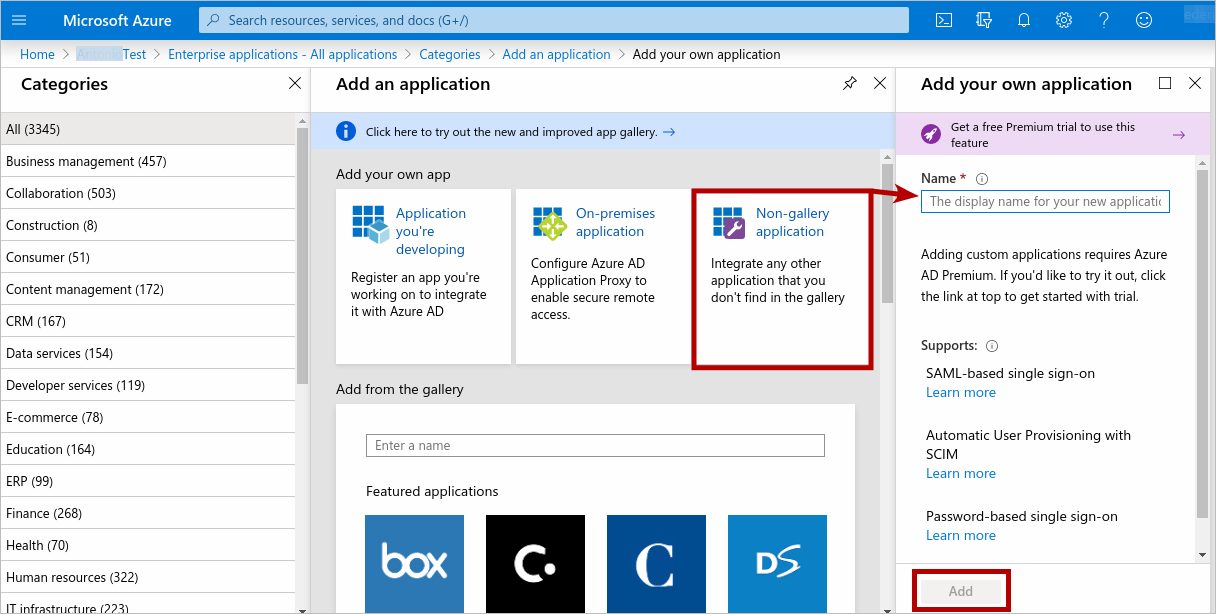 Microsoft Azure
Search resources, services, and docs (G+/)
Home > Test > Enterprise applications - All applications > Categories > Add an application > Add your own application
Categories
All (3345)
Business management (457)
Collaboration (503)
Construction (8)
Consumer (51)
Content management (172)
CRM (167)
Data services (154)
Developer services (119)
E-commerce (78)
Education (164)
ERP (99)
Finance (268)
Health (70)
Human resources (322)
IT infrastructure (223)
Add an application
Click here to try out the new and improved app gallery. →
Add your own app
Application
you're
developing
Register an app you're
working on to integrate
it with Azure AD
On-premises
application
Configure Azure AD
Application Proxy to
enable secure remote
access.
Non-gallery
application
Integrate any other
application that you
don't find in the gallery
Add from the gallery
Enter a name
Featured applications
box
C.
C
DS
Add your own application
Get a free Premium trial to use this
feature
Name *
The display name for your new applicatic
Adding custom applications requires Azure
AD Premium. If you'd like to try it out, click
the link at top to get started with trial.
Supports:
SAML-based single sign-on
Learn more
Automatic User Provisioning with
SCIM
Learn more
Password-based single sign-on
Learn more
Add